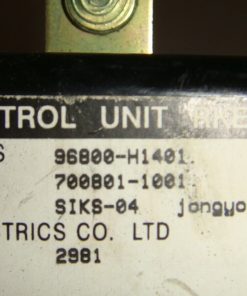 TROL UNIT
S 96800-H1401.
700801-1001.
SIKS-04 jongyo
TRICS CO. LTD
2981